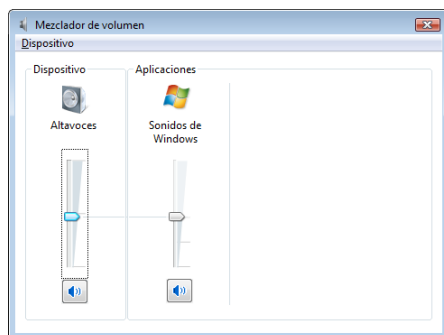 Mezclador de volumen
Dispositivo
Dispositivo
Aplicaciones
Altavoces
Sonidos de
Windows